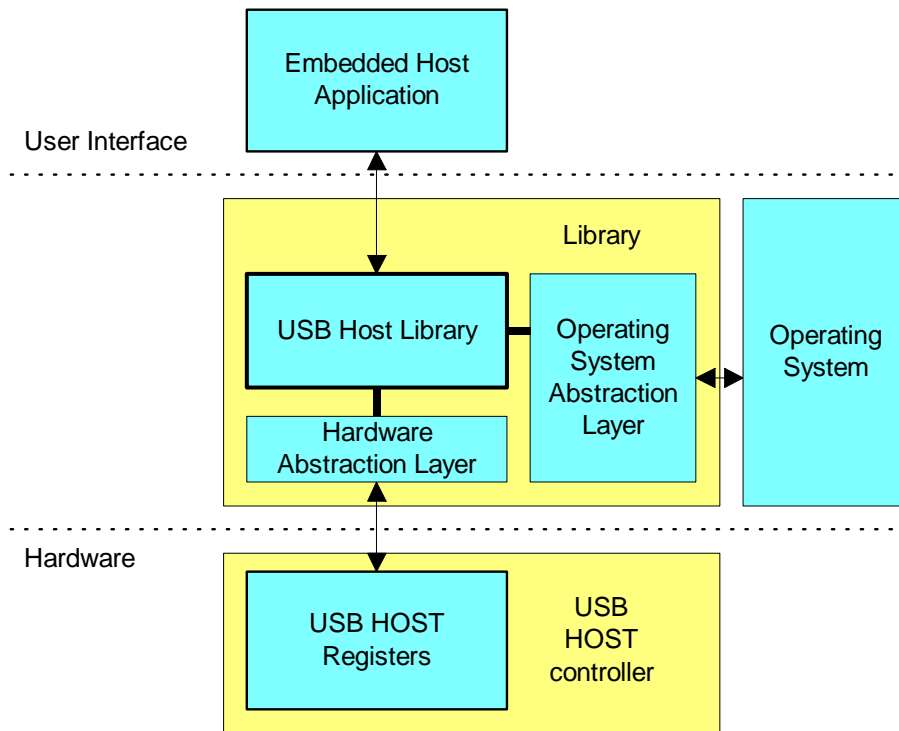 Embedded Host
Application
User Interface
Library
USB Host Library
Operating
System
Abstraction
Layer
Operating
System
Hardware
Abstraction Layer
Hardware
USB HOST
Registers
USB
HOST
controller